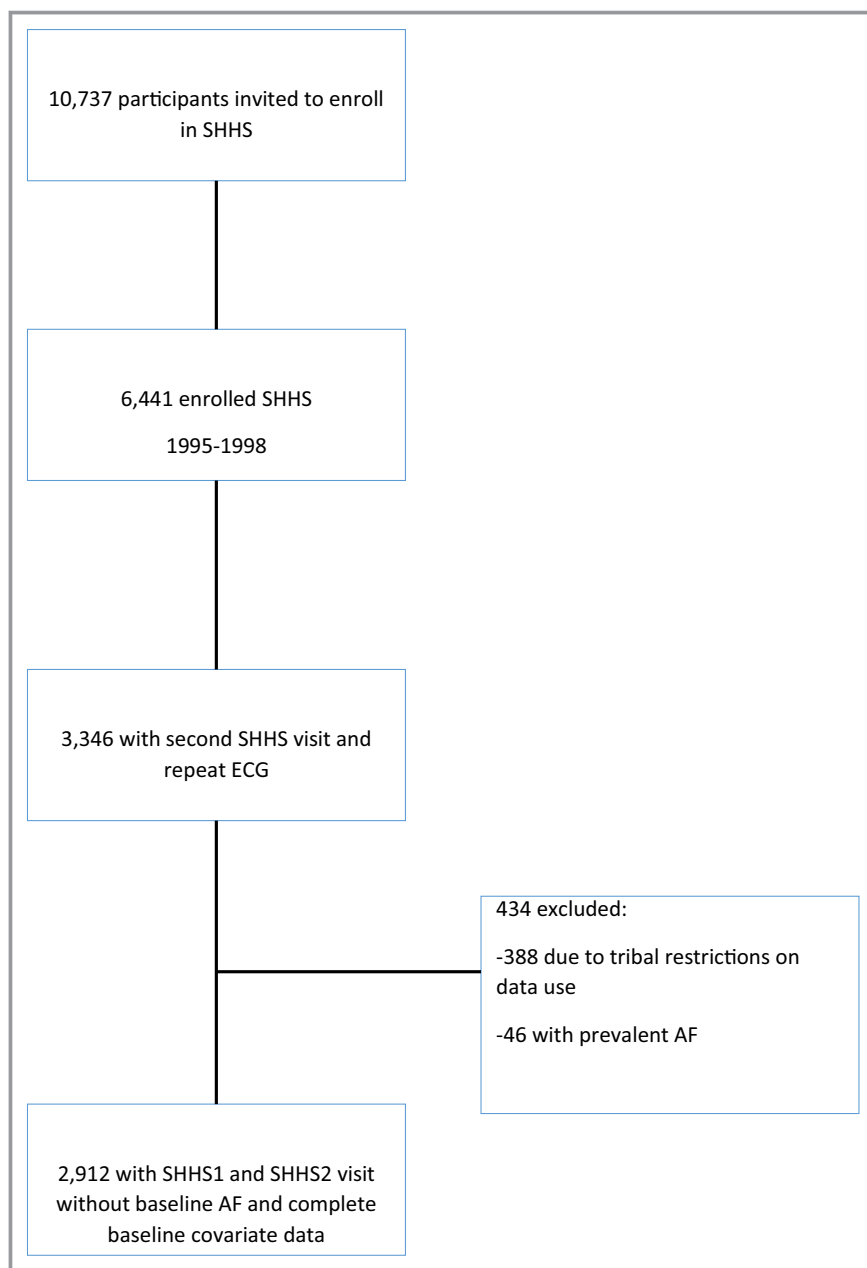 10,737 participants invited to enroll
in SHHS
6,441 enrolled SHHS
1995-1998
3,346 with second SHHS visit and
repeat ECG
434 excluded:
-388 due to tribal restrictions on
data use
-46 with prevalent AF
2,912 with SHHS1 and SHHS2 visit
without baseline AF and complete
baseline covariate data